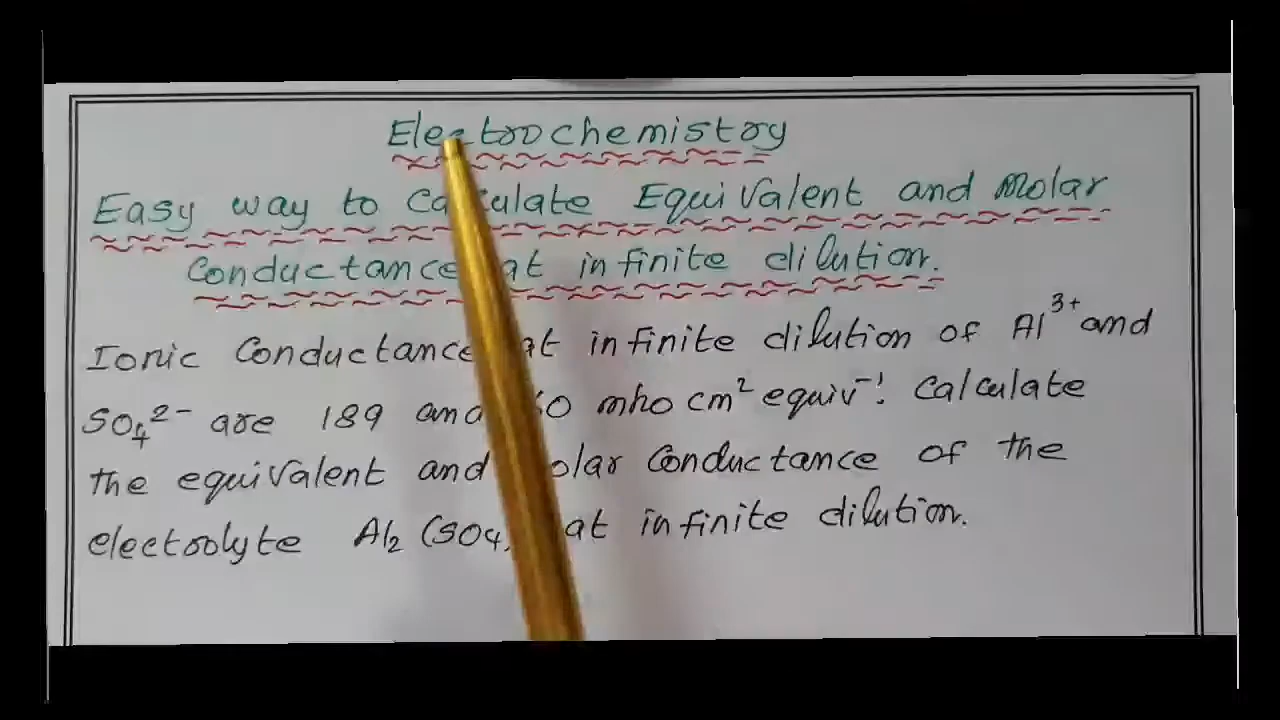 Electrochemistry
Easy way to Calculate Equivalent and Molar
Conductance at infinite dilution.
Ionic Conductance at infinite dilution of Al³⁺ and
SO₄²⁻ are 189 and mho cm² equiv⁻¹. Calculate
the equivalent and Conductance of the
electrolyte Al₂(SO₄ at infinite dilution.